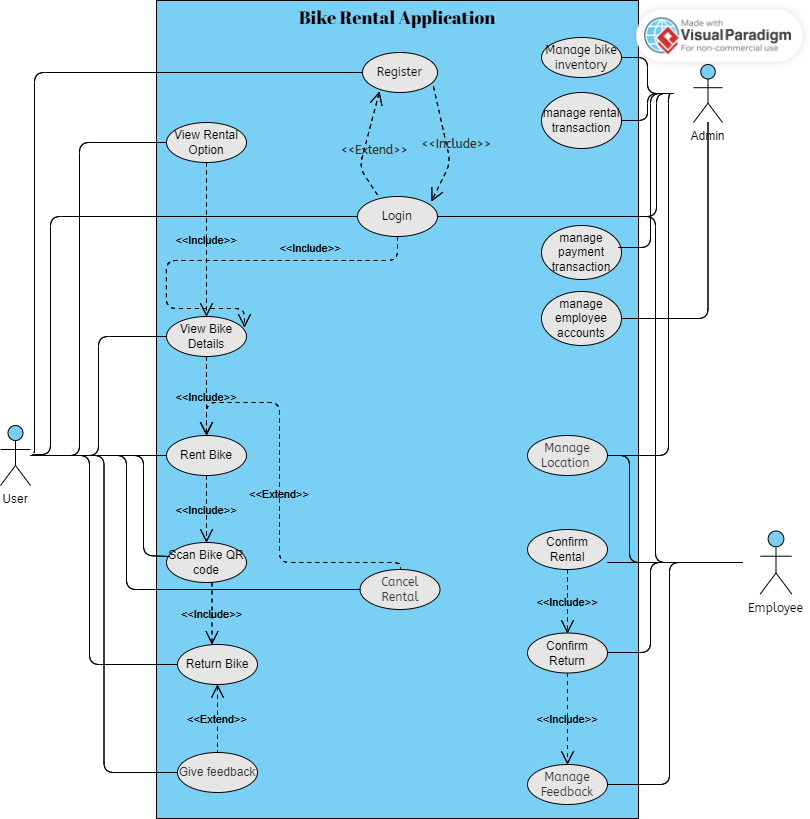 Bike Rental Application
Made with
VisualParadigm
For non-commercial use
Register
Manage bike
inventory
manage rental
transaction
Admin
View Rental
Option
<<Extend>>
<<Include>>
Login
<<Include>>
<<Include>>
manage
payment
transaction
manage
employee
accounts
View Bike
Details
<<Include>>
Rent Bike
Manage
Location
User
<<Extend>>
<<Include>>
Scan Bike QR
code
Confirm
Rental
Cancel
Rental
Employee
<<Include>>
<<Include>>
Return Bike
Confirm
Return
<<Extend>>
<<Include>>
Give feedback
Manage
Feedback